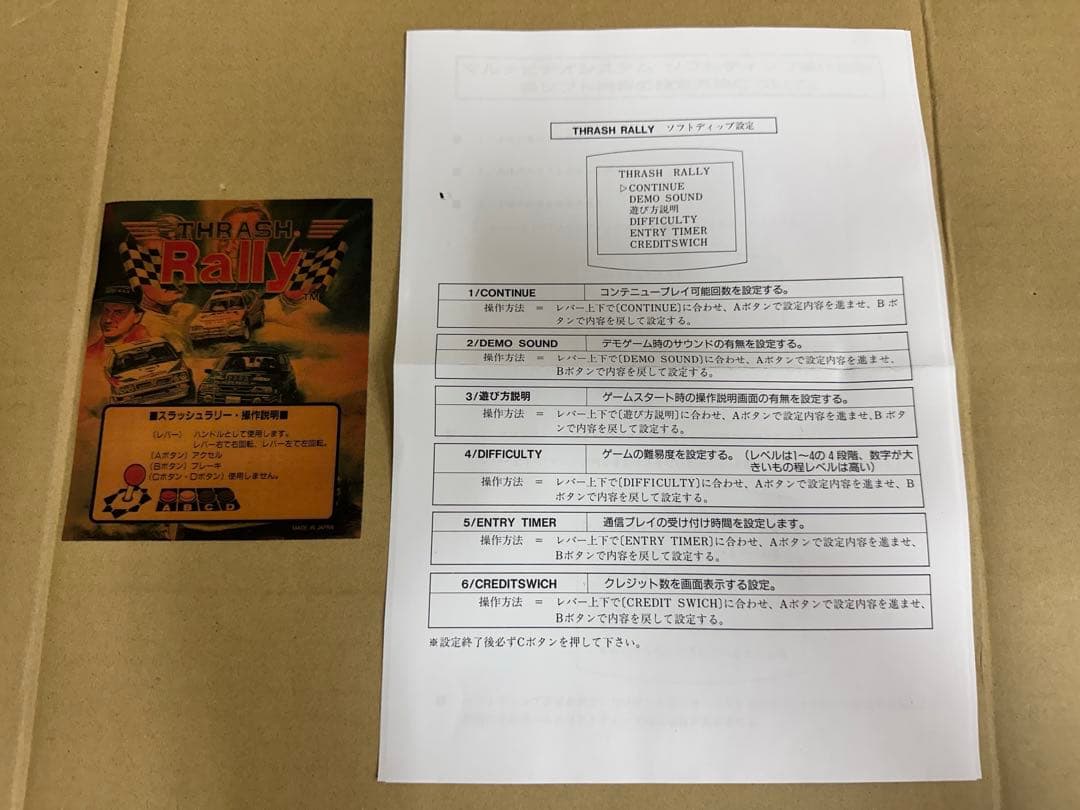 THRASH
Rally
TM
■スラッシュラリー・操作説明■
(レバー) ハンドルとして使用します。
レバー右で右回転、レバー左で左回転。
(Aボタン) アクセル
(Bボタン) ブレーキ
(Cボタン・Dボタン) 使用しません。
A B C D
MADE IN JAPAN
THRASH RALLY ソフトディップ設定
THRASH RALLY
▷CONTINUE
DEMO SOUND
遊び方説明
DIFFICULTY
ENTRY TIMER
CREDITSWICH
1/CONTINUE コンテニュープレイ可能回数を設定する。
操作方法 = レバー上下で〔CONTINUE〕に合わせ、Aボタンで設定内容を進ませ、Bボ
タンで内容を戻して設定する。
2/DEMO SOUND デモゲーム時のサウンドの有無を設定する。
操作方法 = レバー上下で〔DEMO SOUND〕に合わせ、Aボタンで設定内容を進ませ、
Bボタンで内容を戻して設定する。
3/遊び方説明 ゲームスタート時の操作説明画面の有無を設定する。
操作方法 = レバー上下で〔遊び方説明〕に合わせ、Aボタンで設定内容を進ませ、Bボタ
ンで内容を戻して設定する。
4/DIFFICULTY ゲームの難易度を設定する。(レベルは1〜4の4段階、数字が大
きいもの程レベルは高い)
操作方法 = レバー上下で〔DIFFICULTY〕に合わせ、Aボタンで設定内容を進ませ、B
ボタンで内容を戻して設定する。
5/ENTRY TIMER 通信プレイの受け付け時間を設定します。
操作方法 = レバー上下で〔ENTRY TIMER〕に合わせ、Aボタンで設定内容を進ませ、
Bボタンで内容を戻して設定する。
6/CREDITSWICH クレジット数を画面表示する設定。
操作方法 = レバー上下で〔CREDIT SWICH〕に合わせ、Aボタンで設定内容を進ませ、
Bボタンで内容を戻して設定する。
※設定終了後必ずCボタンを押して下さい。